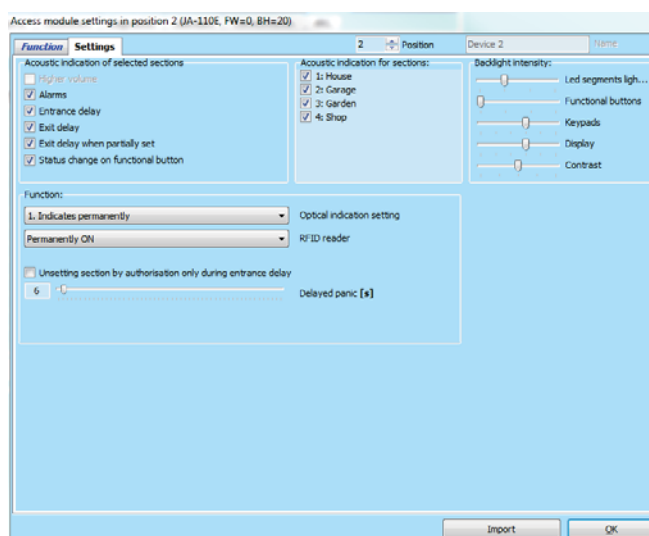 Access module settings in position 2 (JA-110E, FW=0, BH=20)
Function Settings 2 Position Device 2 Name
Acoustic indication of selected sections
Higher volume
Alarms
Entrance delay
Exit delay
Exit delay when partially set
Status change on functional button
Acoustic indication for sections:
1: House
2: Garage
3: Garden
4: Shop
Backlight intensity:
Led segments ligh...
Functional buttons
Keypads
Display
Contrast
Function:
1. Indicates permanently Optical indication setting
Permanently ON RFID reader
Unsetting section by authorisation only during entrance delay
6 Delayed panic [s]
Import OK